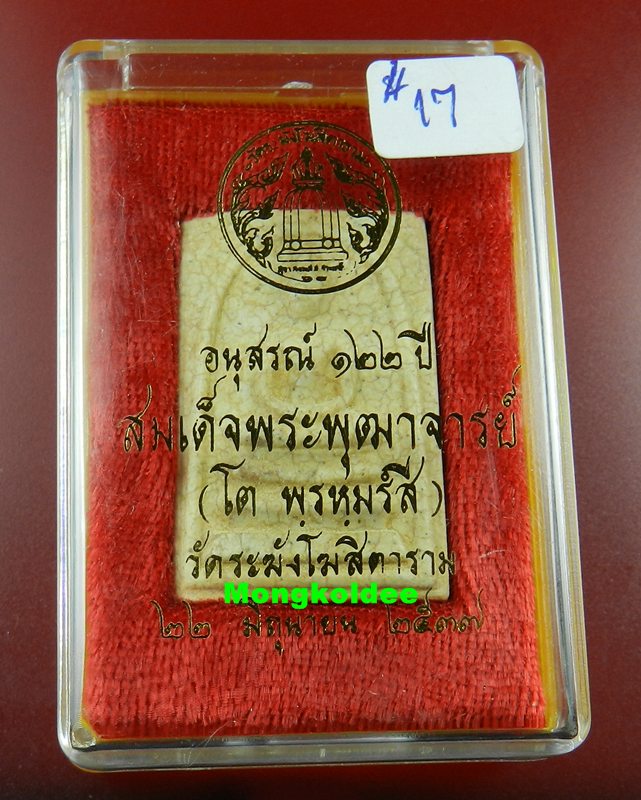 # 17
อนุสรณ์ ๑๒๒ ปี
สมเด็จพระพุฒาจารย์
(โต พฺรหฺมรํสี)
วัดระฆังโฆสิตาราม
Mongkoldee
๒๒ มิถุนายน ๒๕๓๗